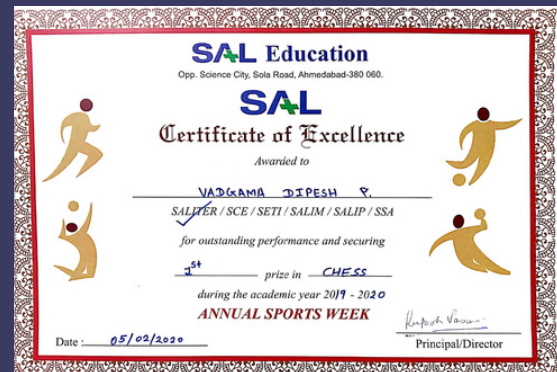 SAL Education
Opp. Science City, Sola Road, Ahmedabad-380 060.
SAL
Certificate of Excellence
Awarded to
VADGAMA DIPESH P.
SALITER / SCE / SETI / SALIM / SALIP / SSA
for outstanding performance and securing
1st prize in CHESS
during the academic year 2019 - 2020
ANNUAL SPORTS WEEK
Date : 05/02/2020
Principal/Director